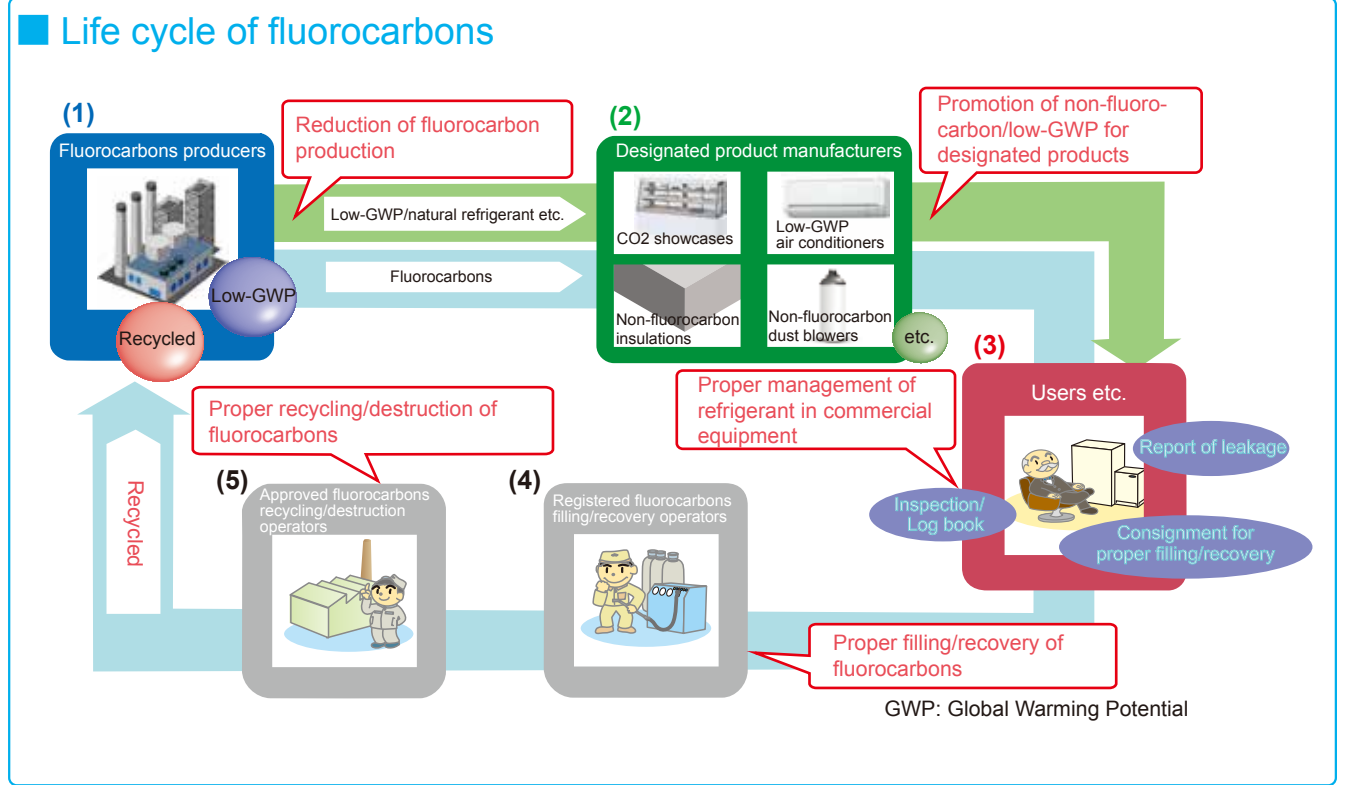 Life cycle of fluorocarbons
(1)
Fluorocarbons producers
Low-GWP
Recycled
Reduction of fluorocarbon
production
Low-GWP/natural refrigerant etc.
Fluorocarbons
(2)
Designated product manufacturers
CO2 showcases
Low-GWP
air conditioners
Non-fluorocarbon
insulations
Non-fluorocarbon
dust blowers
etc.
Promotion of non-fluoro-
carbon/low-GWP for
designated products
(3)
Users etc.
Report of leakage
Inspection/
Log book
Consignment for
proper filling/recovery
Proper management of
refrigerant in commercial
equipment
(4)
Registered fluorocarbons
filling/recovery operators
Proper filling/recovery of
fluorocarbons
(5)
Approved fluorocarbons
recycling/destruction
operators
Proper recycling/destruction of
fluorocarbons
Recycled
GWP: Global Warming Potential